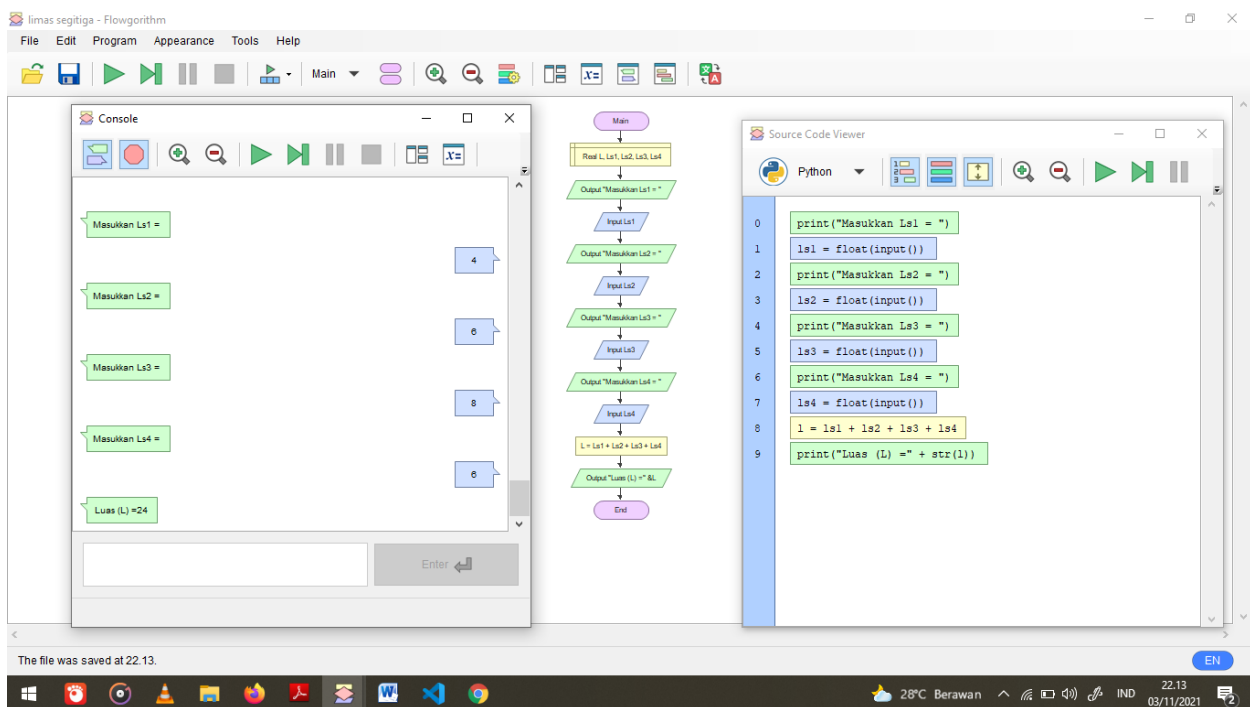 limas segitiga - Flowgorithm
File Edit Program Appearance Tools Help
Main
Console
Masukkan Ls1 =
4
Masukkan Ls2 =
6
Masukkan Ls3 =
8
Masukkan Ls4 =
6
Luas (L) =24
Enter
Main
Real L, Ls1, Ls2, Ls3, Ls4
Output "Masukkan Ls1 = "
Input Ls1
Output "Masukkan Ls2 = "
Input Ls2
Output "Masukkan Ls3 = "
Input Ls3
Output "Masukkan Ls4 = "
Input Ls4
L = Ls1 + Ls2 + Ls3 + Ls4
Output "Luas (L) =" &L
End
Source Code Viewer
Python
0 print("Masukkan Ls1 = ")
1 ls1 = float(input())
2 print("Masukkan Ls2 = ")
3 ls2 = float(input())
4 print("Masukkan Ls3 = ")
5 ls3 = float(input())
6 print("Masukkan Ls4 = ")
7 ls4 = float(input())
8 l = ls1 + ls2 + ls3 + ls4
9 print("Luas (L) =" + str(l))
The file was saved at 22.13.
EN
28°C Berawan
IND
22.13
03/11/2021
2